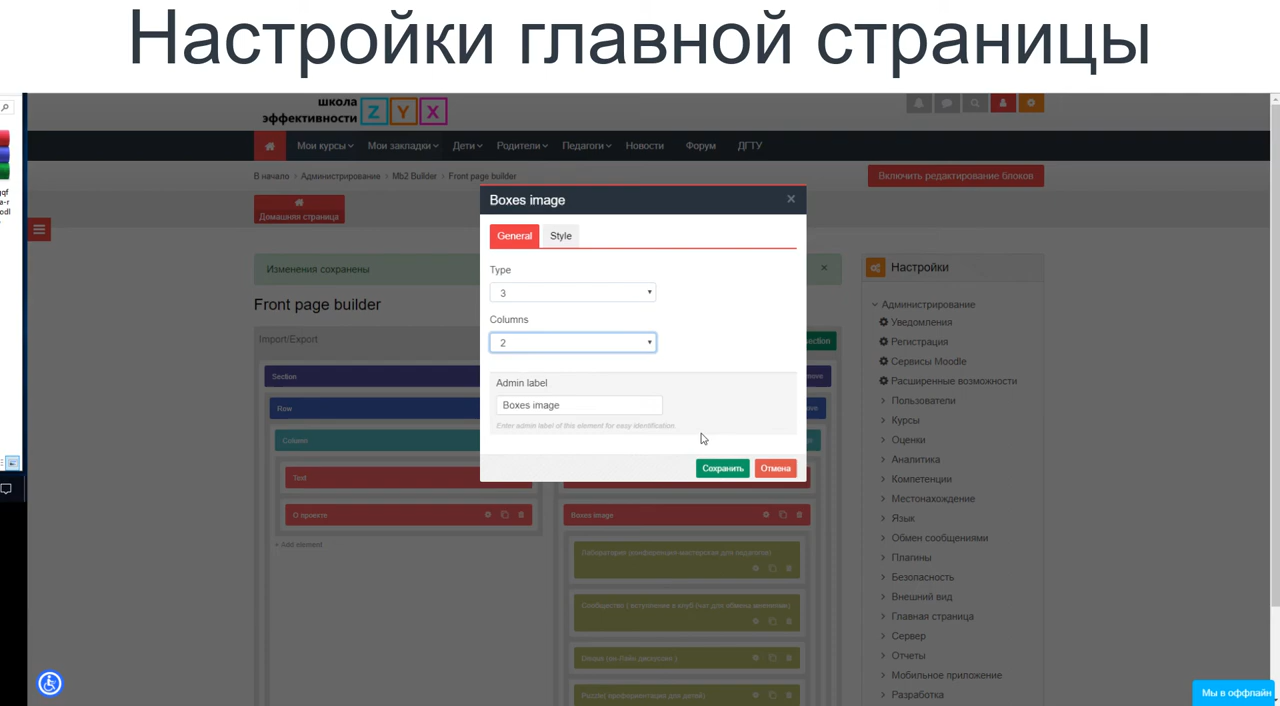 Настройки главной страницы
школа
эффективности Z Y X
Мои курсы Мои закладки Дети Родители Педагоги Новости Форум ДГТУ
В начало › Администрирование › Mb2 Builder › Front page builder
Включить редактирование блоков
Домашняя страница
Изменения сохранены
Front page builder
Import/Export
Section
Row
Column
Text
О проекте
+ Add element
Boxes image
General Style
Type
3
Columns
2
Admin label
Boxes image
Enter admin label of this element for easy identification.
Сохранить Отмена
Boxes image
Лаборатория (конференция-мастерская для педагогов)
Настройки
Администрирование
Уведомления
Регистрация
Сервисы Moodle
Расширенные возможности
Пользователи
Курсы
Оценки
Аналитика
Компетенции
Местонахождение
Язык
Обмен сообщениями
Плагины
Безопасность
Внешний вид
Главная страница
Сервер
Отчеты
Мобильное приложение
Разработка
Мы в оффлайн